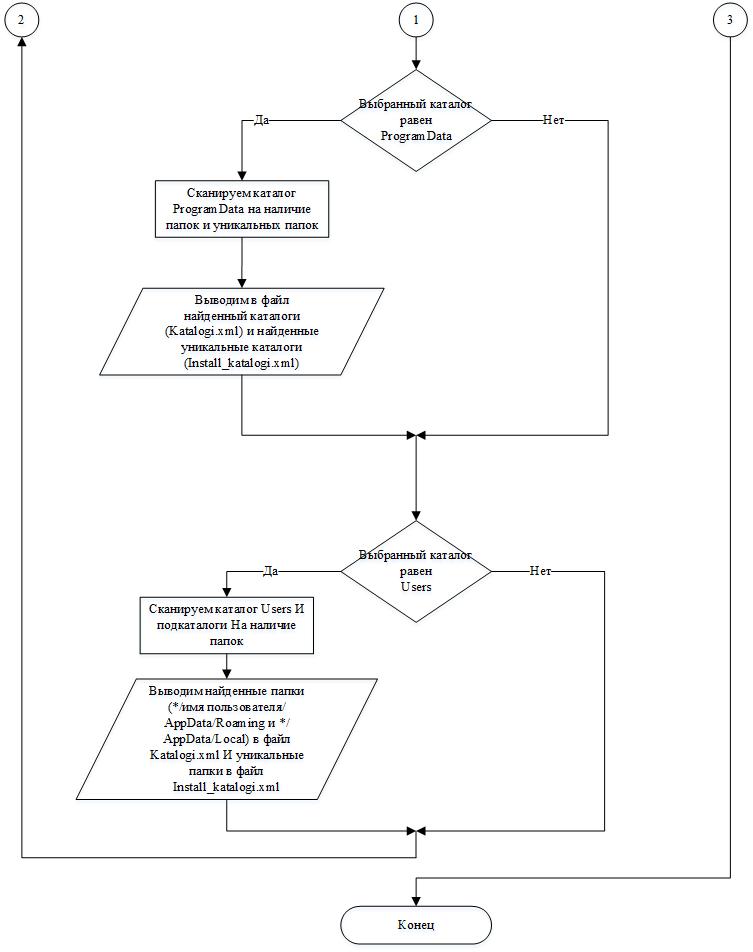 2
1
3
Выбранный каталог
равен
ProgramData
Да
Нет
Сканируем каталог
ProgramData на наличие
папок и уникальных папок
Выводим в файл
найденный каталоги
(Katalogi.xml) и найденные
уникальные каталоги
(Install_katalogi.xml)
Выбранный каталог
равен
Users
Да
Нет
Сканируем каталог Users И
подкаталоги На наличие
папок
Выводим найденные папки
(*/имя пользователя/
AppData/Roaming и */
AppData/Local) в файл
Katalogi.xml И уникальные
папки в файл
Install_katalogi.xml
Конец